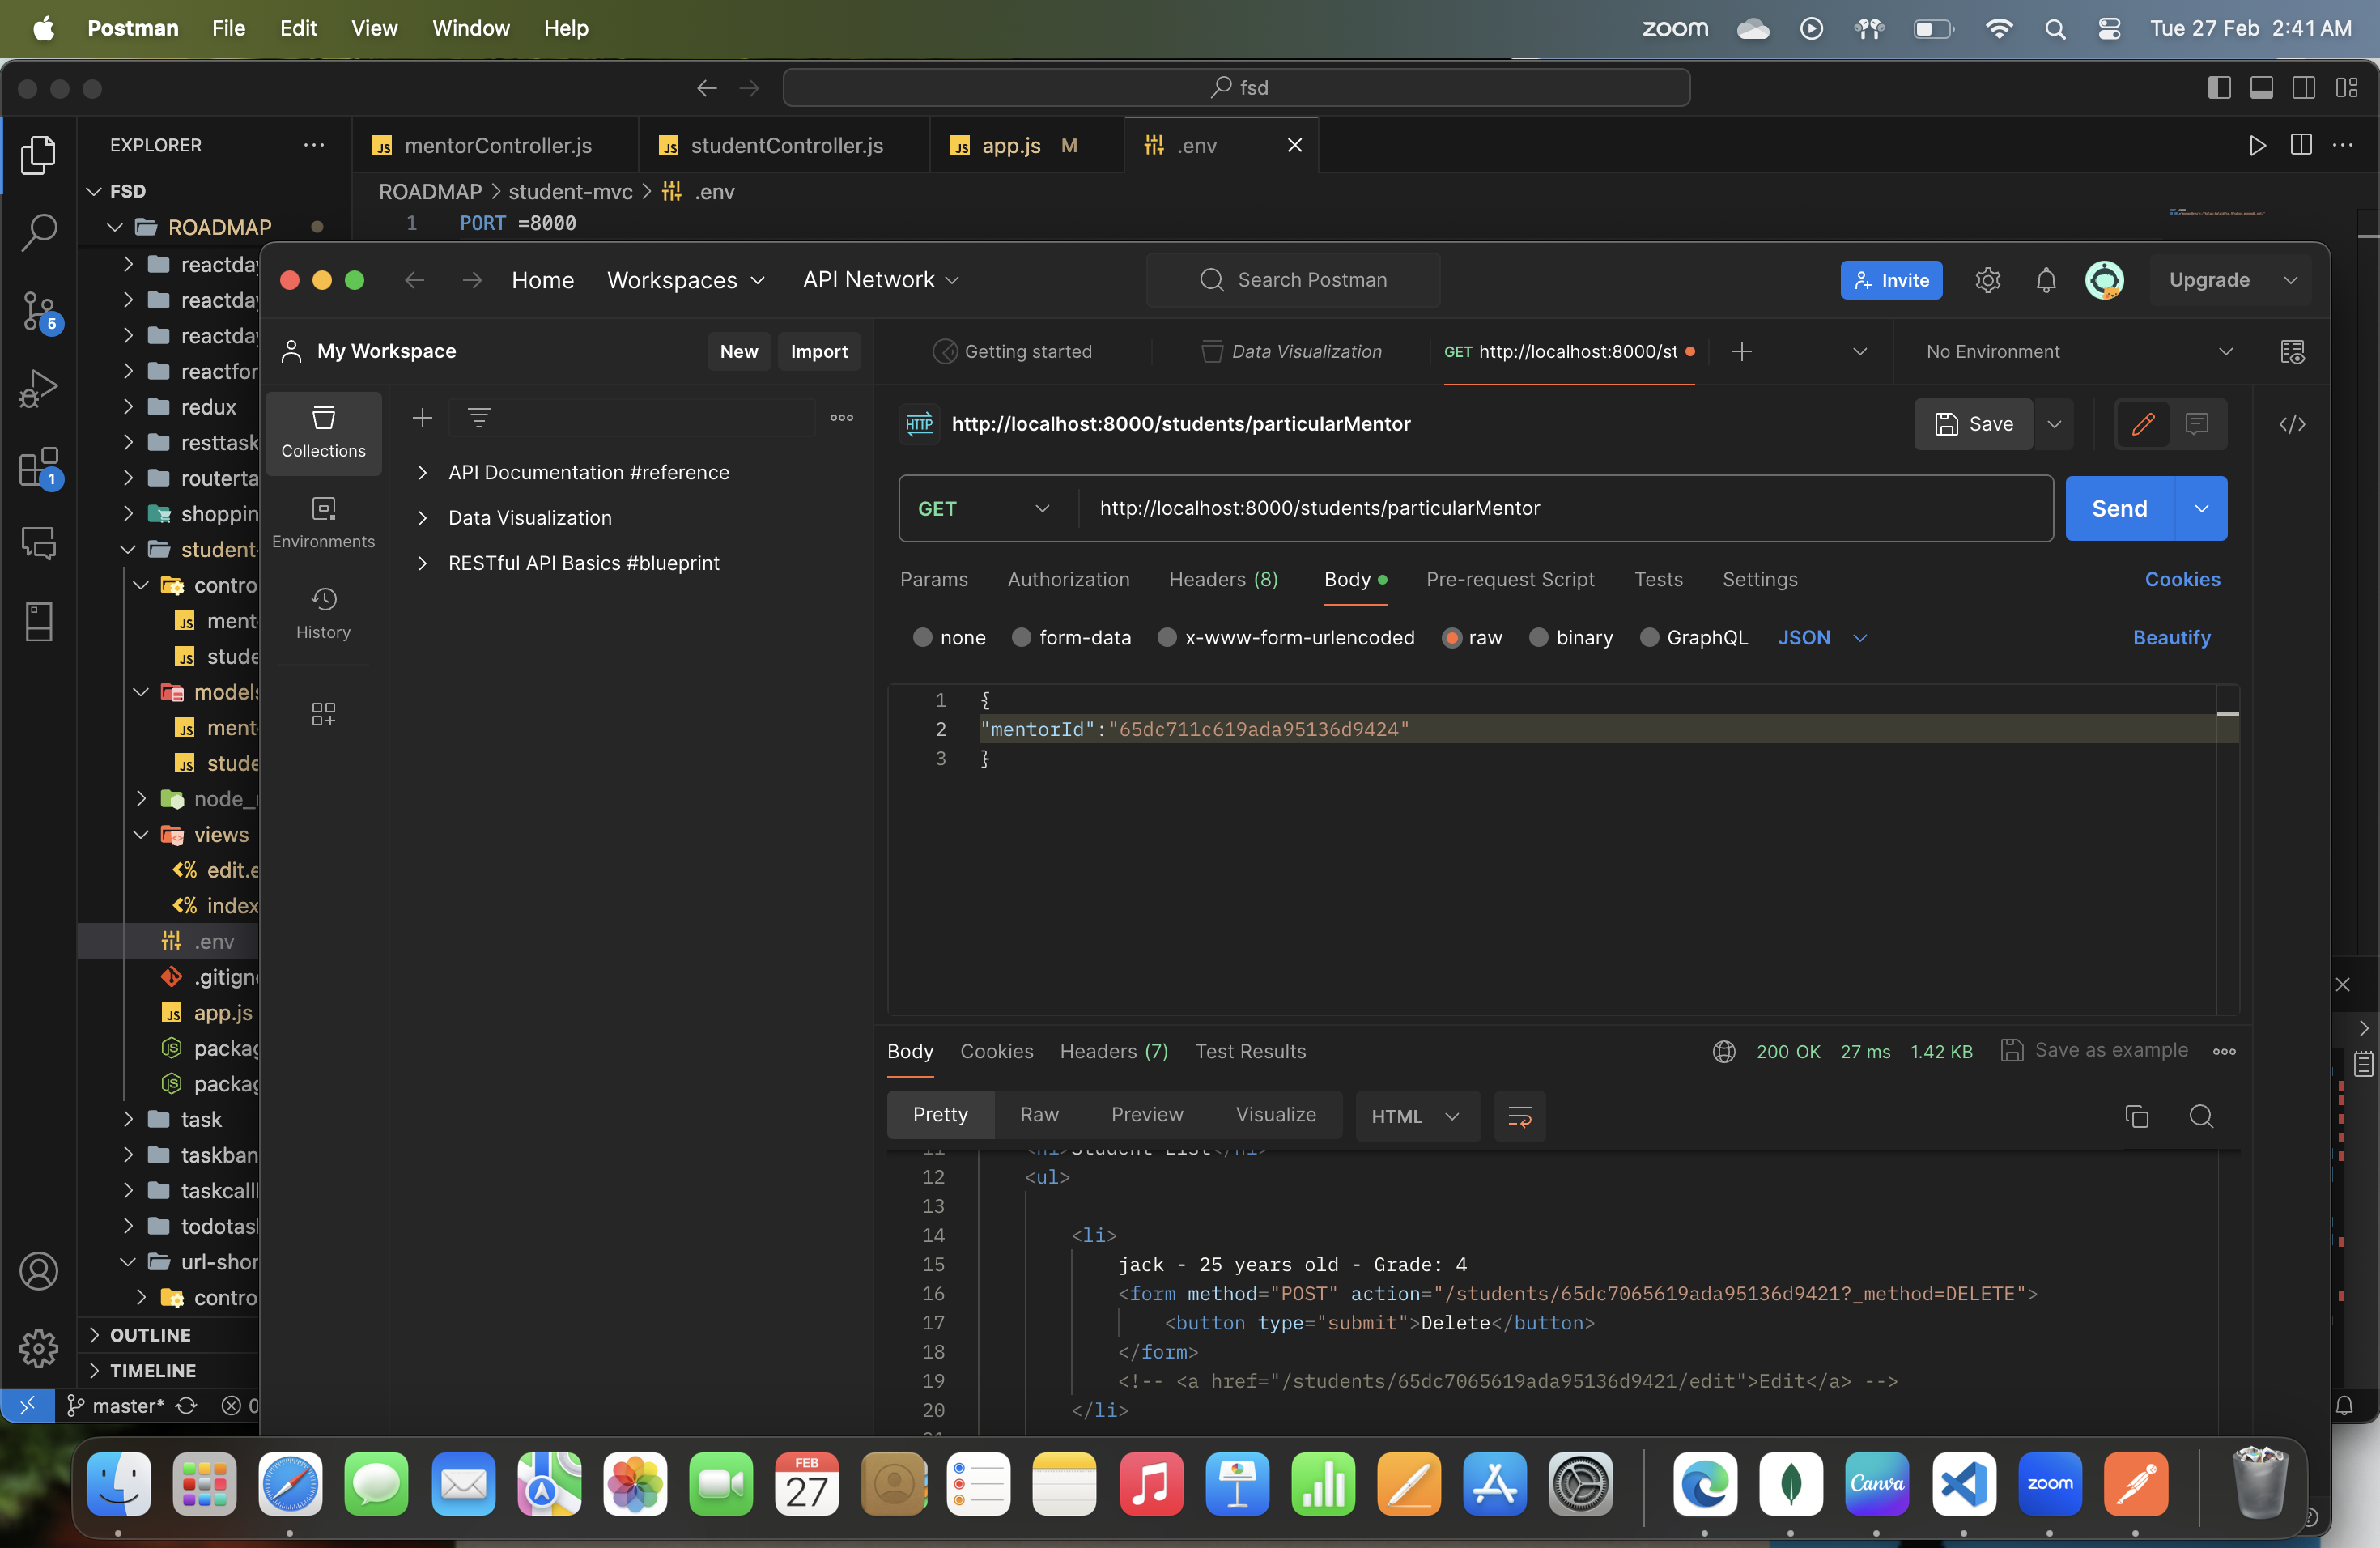 Postman File Edit View Window Help
zoom
Tue 27 Feb 2:41 AM
fsd
EXPLORER
mentorController.js
studentController.js
app.js M
.env
FSD
ROADMAP > student-mvc > .env
ROADMAP
1 PORT =8000
reactday
reactday
reactday
reactfor
redux
resttask
routerta
shoppin
student-
contro
ment
stude
models
ment
stude
node_
views
edit.e
index
.env
.gitign
app.js
packag
packag
task
taskban
taskcall
todotas
url-shor
contro
OUTLINE
TIMELINE
master*
0
5
1
Home Workspaces API Network
Search Postman
Invite
Upgrade
My Workspace
New Import
Getting started
Data Visualization
GET http://localhost:8000/st
No Environment
Collections
Environments
History
API Documentation #reference
Data Visualization
RESTful API Basics #blueprint
HTTP http://localhost:8000/students/particularMentor
Save
GET http://localhost:8000/students/particularMentor
Send
Params Authorization Headers (8) Body Pre-request Script Tests Settings
Cookies
none form-data x-www-form-urlencoded raw binary GraphQL JSON
Beautify
1 {
2 "mentorId":"65dc711c619ada95136d9424"
3 }
Body Cookies Headers (7) Test Results
200 OK 27 ms 1.42 KB Save as example
Pretty Raw Preview Visualize HTML
11 <h1>Student List</h1>
12 <ul>
13
14 <li>
15 jack - 25 years old - Grade: 4
16 <form method="POST" action="/students/65dc7065619ada95136d9421?_method=DELETE">
17 <button type="submit">Delete</button>
18 </form>
19 <!-- <a href="/students/65dc7065619ada95136d9421/edit">Edit</a> -->
20 </li>
FEB
27
Canva
zoom